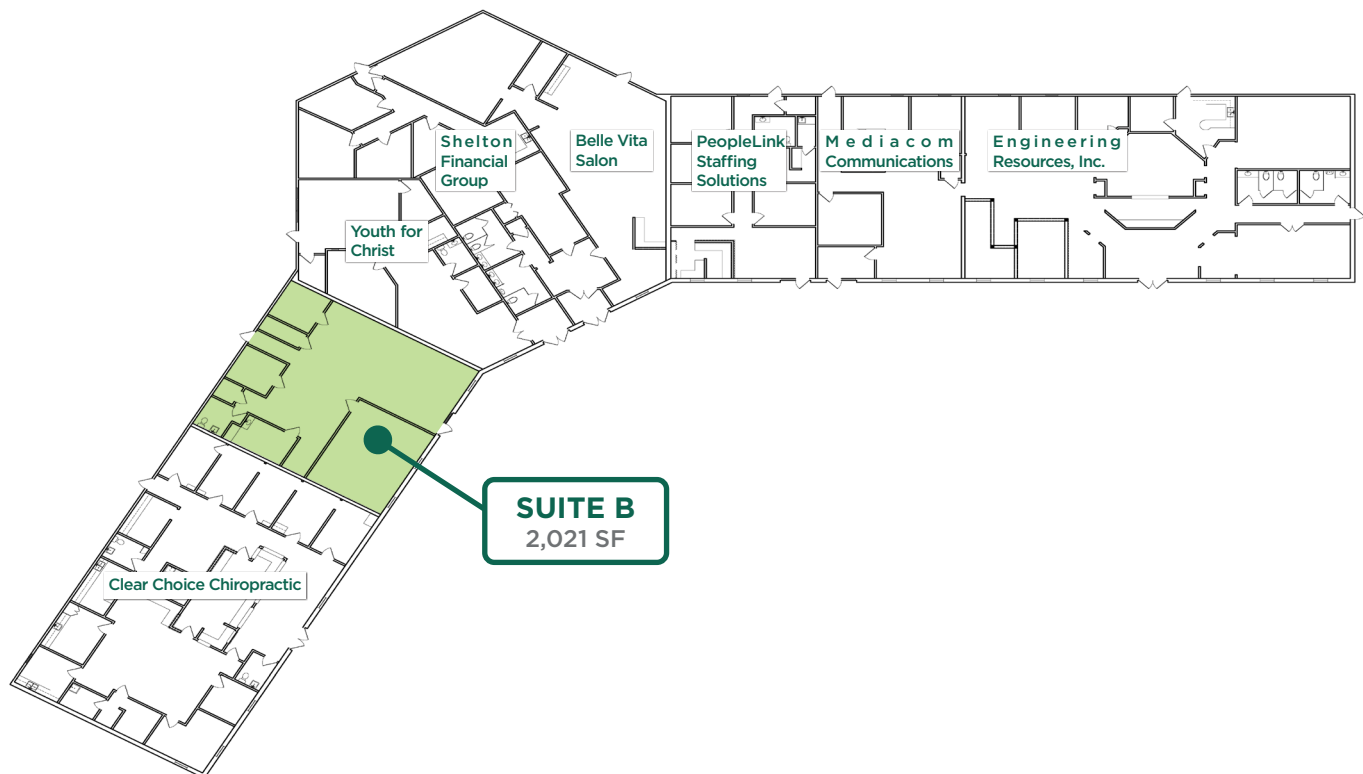 Shelton
Financial
Group
Belle Vita
Salon
PeopleLink
Staffing
Solutions
Mediacom
Communications
Engineering
Resources, Inc.
Youth for
Christ
SUITE B
2,021 SF
Clear Choice Chiropractic